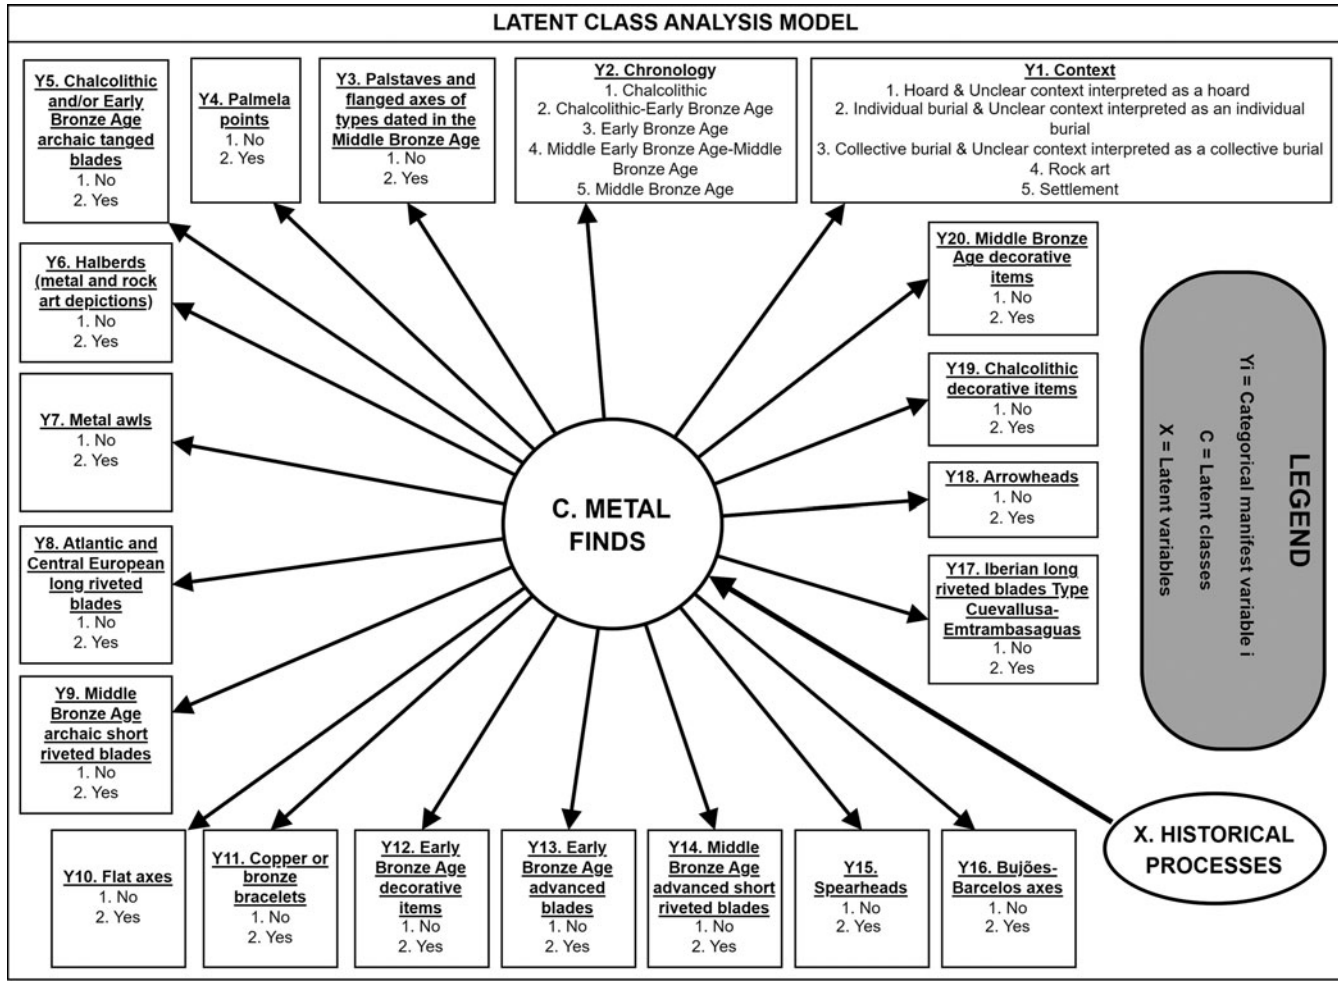 LATENT CLASS ANALYSIS MODEL
Y5. Chalcolithic
and/or Early
Bronze Age
archaic tanged
blades
1. No
2. Yes
Y4. Palmela
points
1. No
2. Yes
Y3. Palstaves and
flanged axes of
types dated in the
Middle Bronze Age
1. No
2. Yes
Y2. Chronology
1. Chalcolithic
2. Chalcolithic-Early Bronze Age
3. Early Bronze Age
4. Middle Early Bronze Age-Middle
Bronze Age
5. Middle Bronze Age
Y1. Context
1. Hoard & Unclear context interpreted as a hoard
2. Individual burial & Unclear context interpreted as an individual
burial
3. Collective burial & Unclear context interpreted as a collective burial
4. Rock art
5. Settlement
Y6. Halberds
(metal and rock
art depictions)
1. No
2. Yes
Y20. Middle Bronze
Age decorative
items
1. No
2. Yes
Y7. Metal awls
1. No
2. Yes
Y19. Chalcolithic
decorative items
1. No
2. Yes
Y18. Arrowheads
1. No
2. Yes
C. METAL
FINDS
Y8. Atlantic and
Central European
long riveted
blades
1. No
2. Yes
Y17. Iberian long
riveted blades Type
Cuevallusa-
Emtrambasaguas
1. No
2. Yes
LEGEND
Yi = Categorical manifest variable i
C = Latent classes
X = Latent variables
Y9. Middle
Bronze Age
archaic short
riveted blades
1. No
2. Yes
Y10. Flat axes
1. No
2. Yes
Y11. Copper or
bronze
bracelets
1. No
2. Yes
Y12. Early
Bronze Age
decorative
items
1. No
2. Yes
Y13. Early
Bronze Age
advanced
blades
1. No
2. Yes
Y14. Middle
Bronze Age
advanced short
riveted blades
1. No
2. Yes
Y15.
Spearheads
1. No
2. Yes
Y16. Bujões-
Barcelos axes
1. No
2. Yes
X. HISTORICAL
PROCESSES